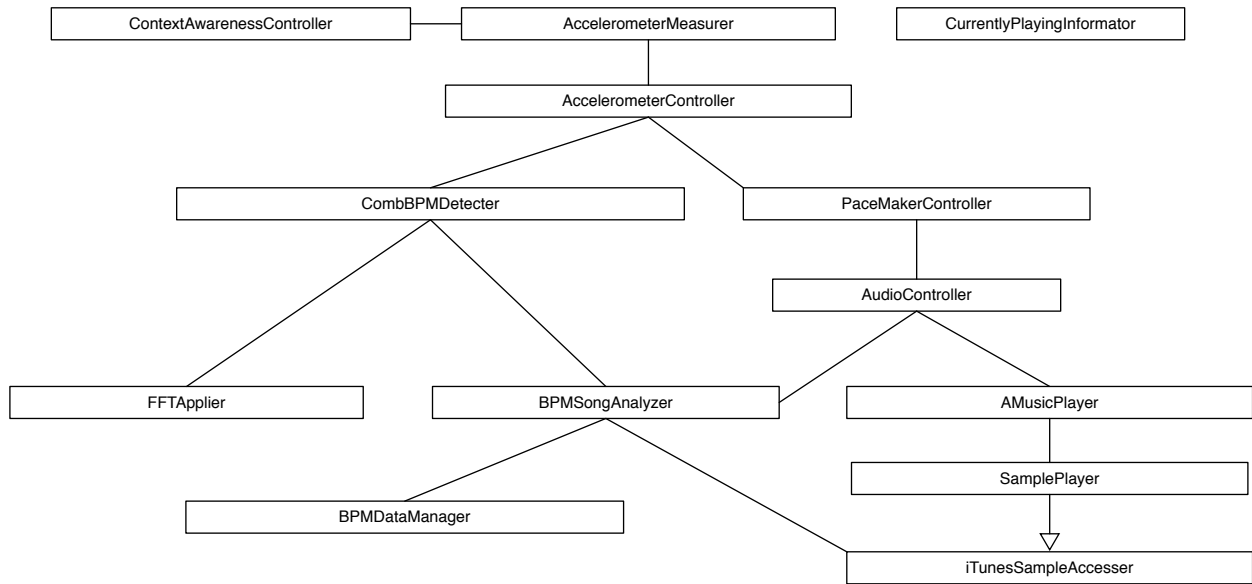 ContextAwarenessController
AccelerometerMeasurer
CurrentlyPlayingInformator
AccelerometerController
CombBPMDetecter
PaceMakerController
AudioController
FFTApplier
BPMSongAnalyzer
AMusicPlayer
SamplePlayer
BPMDataManager
iTunesSampleAccesser